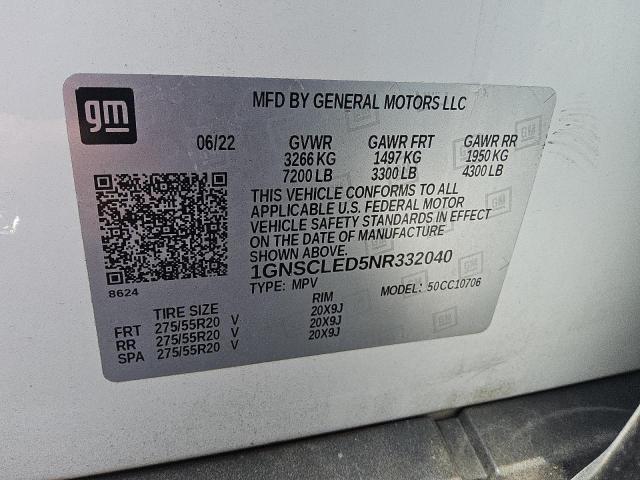 gm
MFD BY GENERAL MOTORS LLC
06/22 GVWR GAWR FRT GAWR RR
3266 KG 1497 KG 1950 KG
7200 LB 3300 LB 4300 LB
THIS VEHICLE CONFORMS TO ALL
APPLICABLE U.S. FEDERAL MOTOR
VEHICLE SAFETY STANDARDS IN EFFECT
ON THE DATE OF MANUFACTURE
SHOWN ABOVE.
1GNSCLED5NR332040
8624
TYPE: MPV MODEL: 50CC10706
TIRE SIZE RIM
FRT 275/55R20 V 20X9J
RR 275/55R20 V 20X9J
SPA 275/55R20 V 20X9J